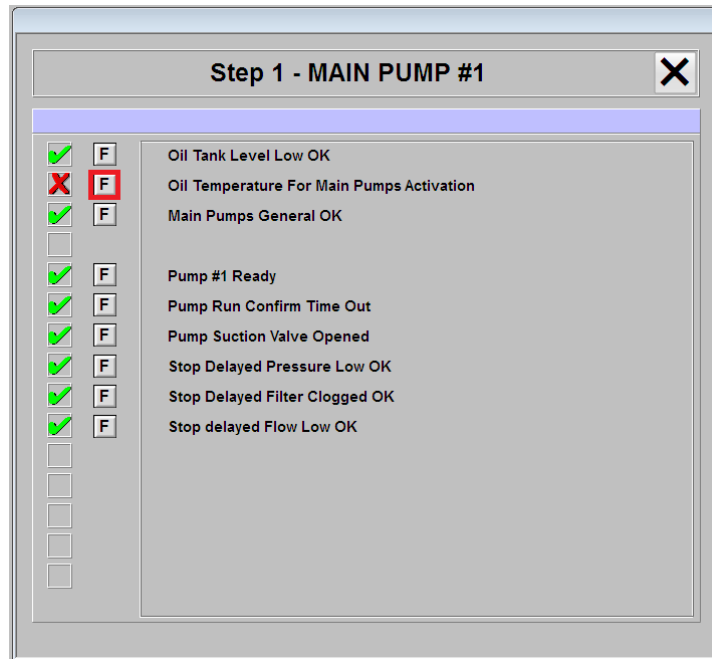 Step 1 - MAIN PUMP #1
F Oil Tank Level Low OK
F Oil Temperature For Main Pumps Activation
F Main Pumps General OK
F Pump #1 Ready
F Pump Run Confirm Time Out
F Pump Suction Valve Opened
F Stop Delayed Pressure Low OK
F Stop Delayed Filter Clogged OK
F Stop delayed Flow Low OK